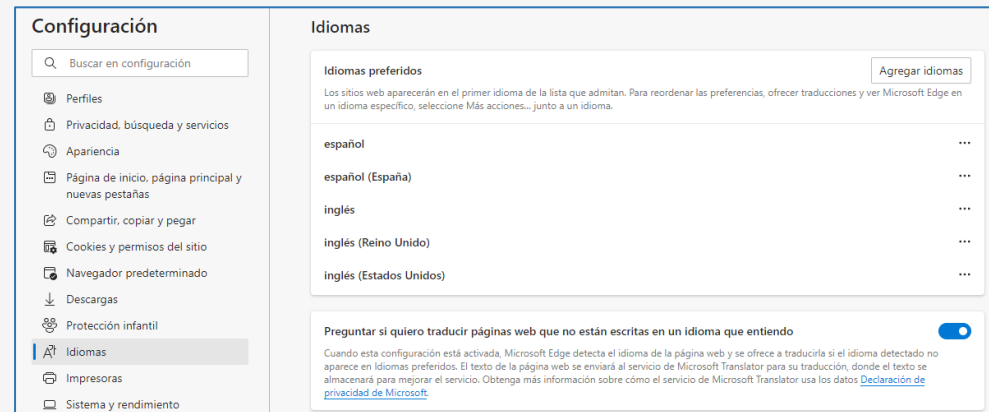 Configuración
Buscar en configuración
Perfiles
Privacidad, búsqueda y servicios
Apariencia
Página de inicio, página principal y
nuevas pestañas
Compartir, copiar y pegar
Cookies y permisos del sitio
Navegador predeterminado
Descargas
Protección infantil
Idiomas
Impresoras
Sistema y rendimiento
Idiomas
Idiomas preferidos
Agregar idiomas
Los sitios web aparecerán en el primer idioma de la lista que admitan. Para reordenar las preferencias, ofrecer traducciones y ver Microsoft Edge en
un idioma específico, seleccione Más acciones... junto a un idioma.
español
español (España)
inglés
inglés (Reino Unido)
inglés (Estados Unidos)
Preguntar si quiero traducir páginas web que no están escritas en un idioma que entiendo
Cuando esta configuración está activada, Microsoft Edge detecta el idioma de la página web y se ofrece a traducirla si el idioma detectado no
aparece en Idiomas preferidos. El texto de la página web se enviará al servicio de Microsoft Translator para su traducción, donde el texto se
almacenará para mejorar el servicio. Obtenga más información sobre cómo el servicio de Microsoft Translator usa los datos Declaración de
privacidad de Microsoft.